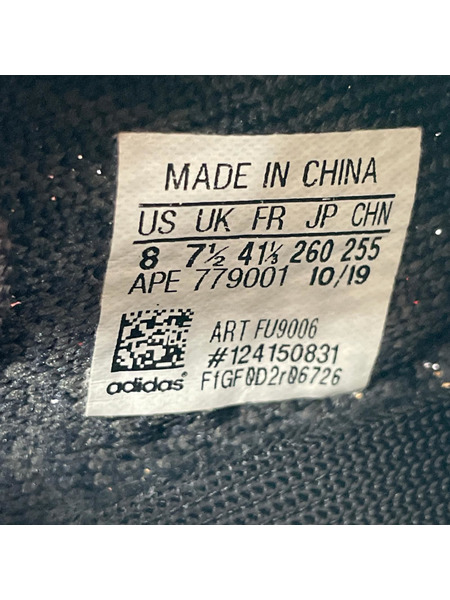 MADE IN CHINA
US UK FR JP CHN
8 7½ 41⅓ 260 255
APE 779001 10/19
ART FU9006
#124150831
F1GF0D2r06726
adidas